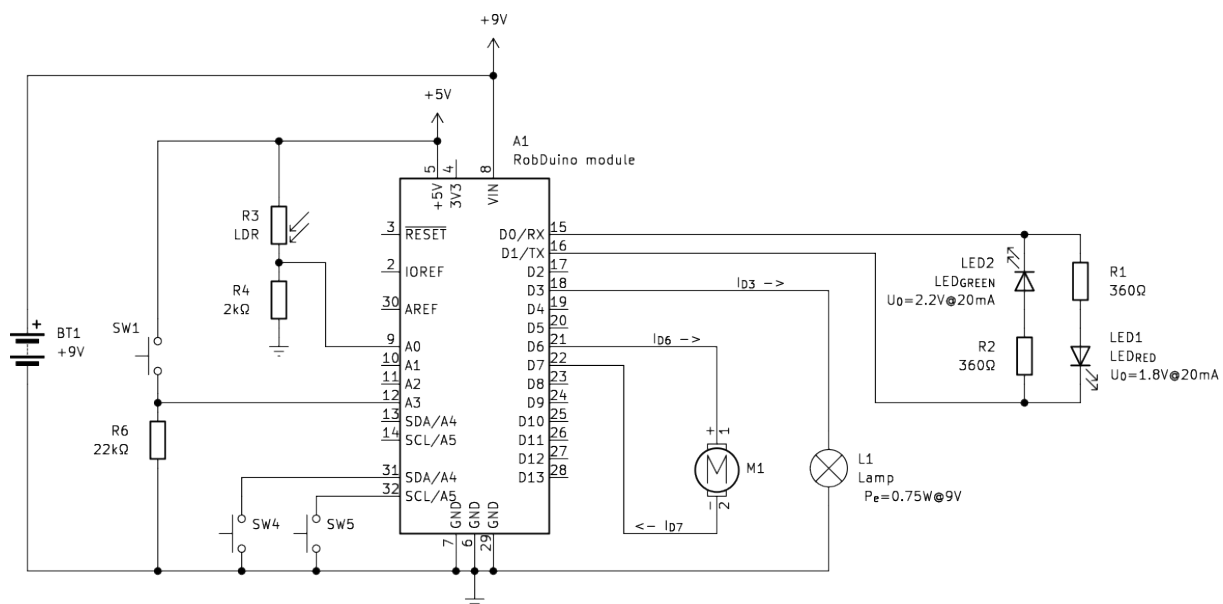 +9V
+5V
A1
RobDuino module
5
4
8
+5V
3V3
VIN
R3
LDR
3
RESET
D0/RX
15
D1/TX
16
2
IOREF
D2
17
D3
18
ID3 ->
R4
2kΩ
30
AREF
D4
19
D5
20
LED2
LEDGREEN
U0=2.2V@20mA
R1
360Ω
BT1
+9V
+
SW1
9
A0
D6
21
ID6 ->
10
A1
D7
22
11
A2
D8
23
12
A3
D9
24
R2
360Ω
LED1
LEDRED
U0=1.8V@20mA
13
SDA/A4
D10
25
14
SCL/A5
D11
26
D12
27
R6
22kΩ
31
SDA/A4
D13
28
32
SCL/A5
+
1
M
M1
-
2
L1
Lamp
Pe=0.75W@9V
SW4
SW5
GND
GND
GND
7
6
29
<- ID7